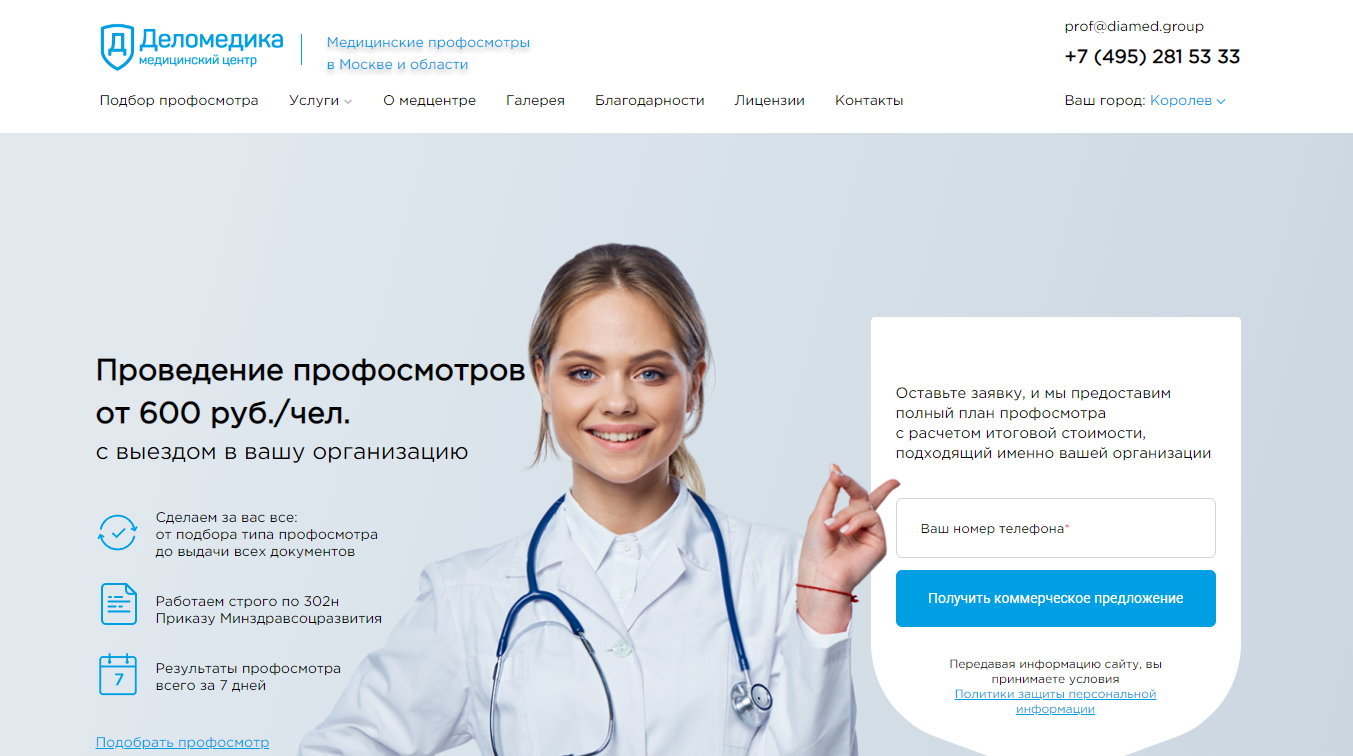 Деломедика
медицинский центр
Медицинские профосмотры
в Москве и области
prof@diamed.group
+7 (495) 281 53 33
Подбор профосмотра Услуги О медцентре Галерея Благодарности Лицензии Контакты
Ваш город: Королев
Проведение профосмотров
от 600 руб./чел.
с выездом в вашу организацию
Сделаем за вас все:
от подбора типа профосмотра
до выдачи всех документов
Работаем строго по 302н
Приказу Минздравсоцразвития
7
Результаты профосмотра
всего за 7 дней
Подобрать профосмотр
Оставьте заявку, и мы предоставим
полный план профосмотра
с расчетом итоговой стоимости,
подходящий именно вашей организации
Ваш номер телефона*
Получить коммерческое предложение
Передавая информацию сайту, вы
принимаете условия
Политики защиты персональной
информации